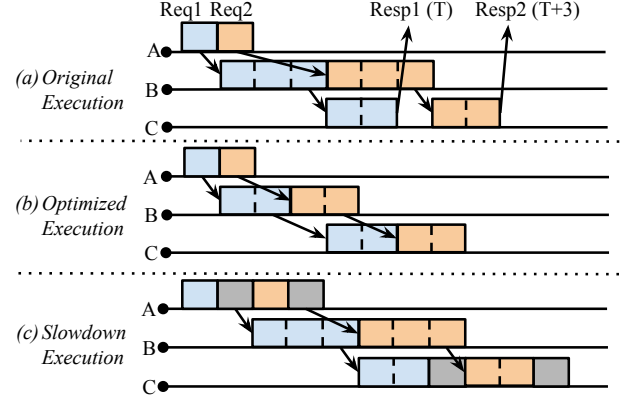 Req1 Req2 Resp1 (T) Resp2 (T+3)
A
(a) Original
Execution
B
C
A
(b) Optimized
Execution
B
C
A
(c) Slowdown
Execution
B
C